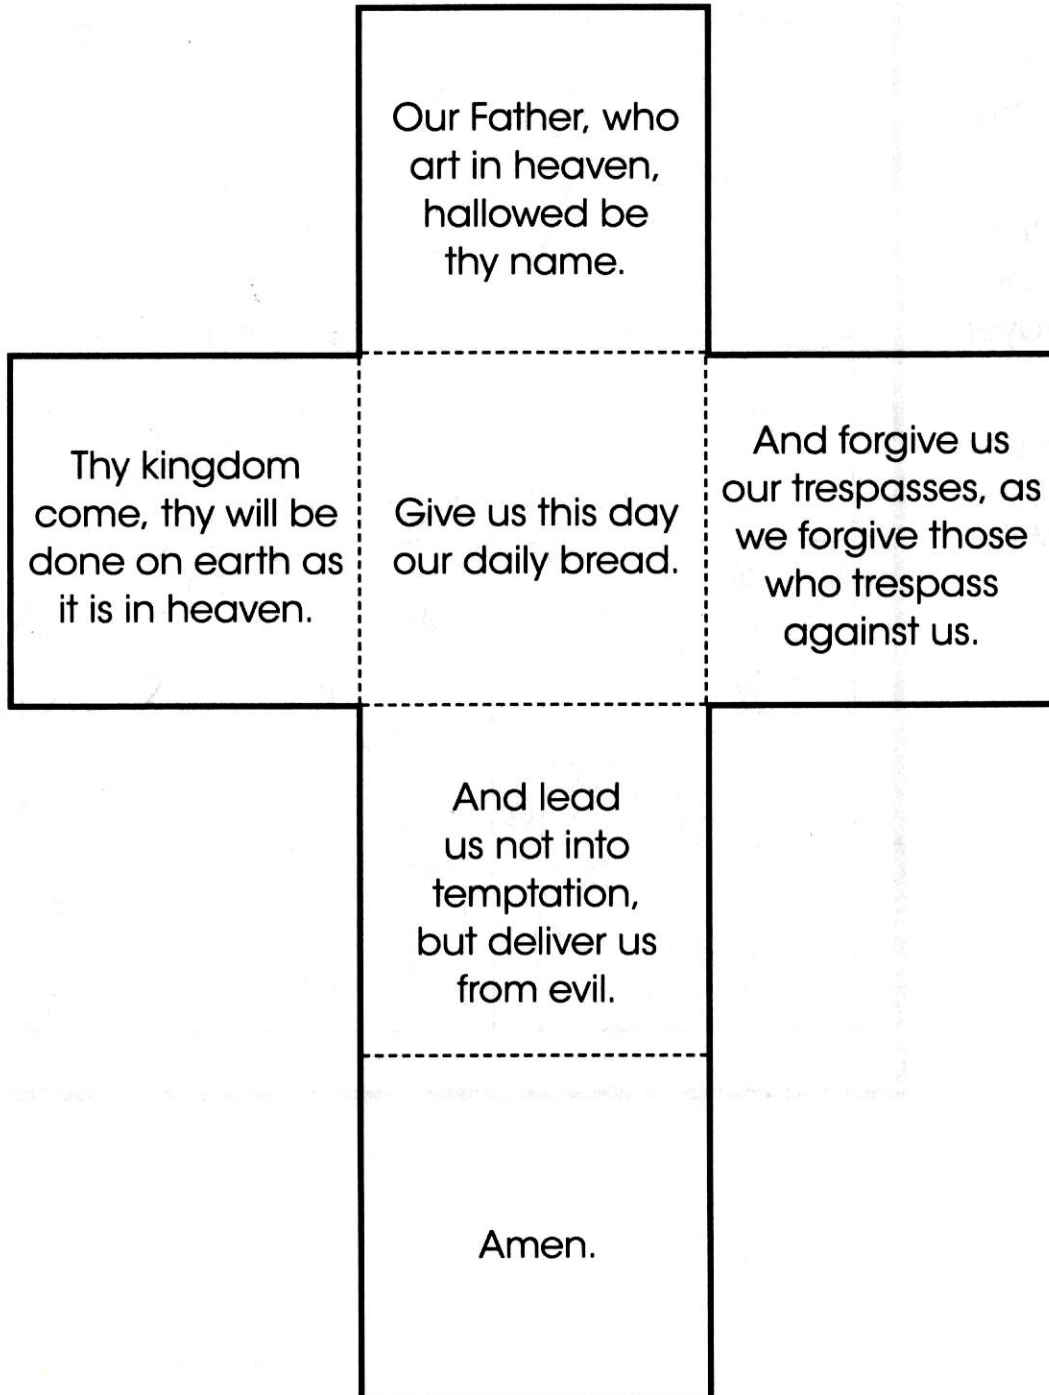 Our Father, who
art in heaven,
hallowed be
thy name.
Thy kingdom
come, thy will be
done on earth as
it is in heaven.
Give us this day
our daily bread.
And forgive us
our trespasses, as
we forgive those
who trespass
against us.
And lead
us not into
temptation,
but deliver us
from evil.
Amen.